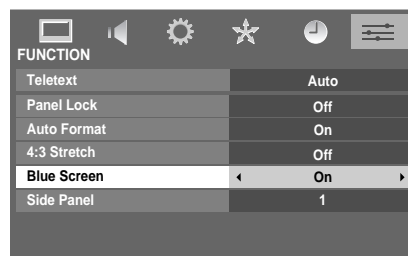 FUNCTION
Teletext Auto
Panel Lock Off
Auto Format On
4:3 Stretch Off
Blue Screen On
Side Panel 1